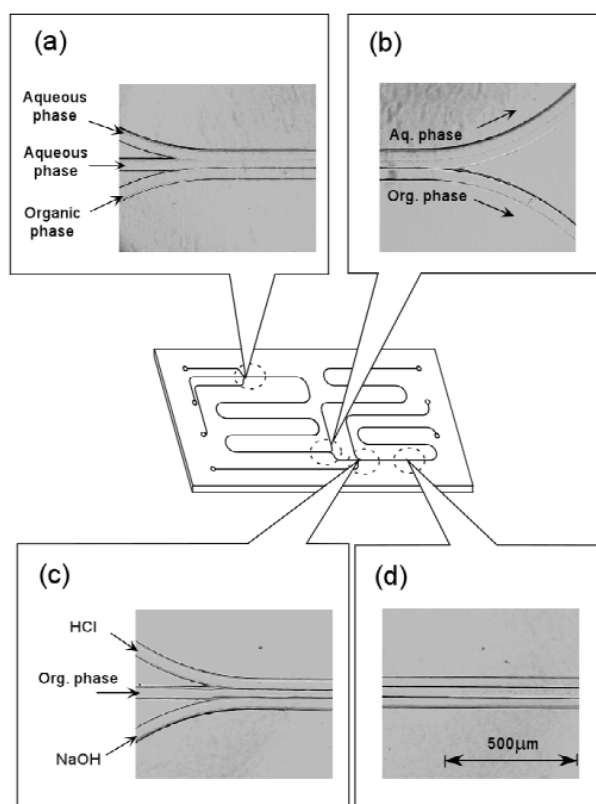 (a)
Aqueous
phase
Aqueous
phase
Organic
phase
(b)
Aq. phase
Org. phase
(c)
HCl
Org. phase
NaOH
(d)
500μm